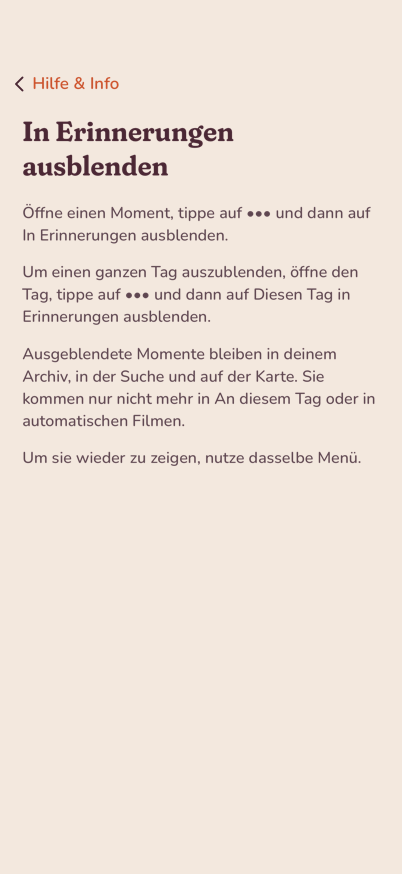 Hilfe & Info
In Erinnerungen
ausblenden
Öffne einen Moment, tippe auf ••• und dann auf
In Erinnerungen ausblenden.
Um einen ganzen Tag auszublenden, öffne den
Tag, tippe auf ••• und dann auf Diesen Tag in
Erinnerungen ausblenden.
Ausgeblendete Momente bleiben in deinem
Archiv, in der Suche und auf der Karte. Sie
kommen nur nicht mehr in An diesem Tag oder in
automatischen Filmen.
Um sie wieder zu zeigen, nutze dasselbe Menü.